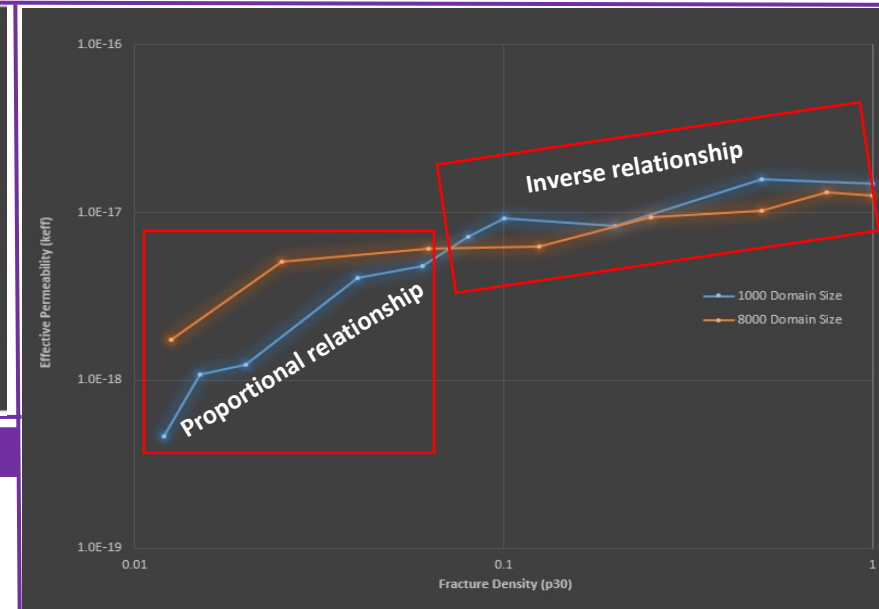 1.0E-16
Inverse relationship
1.0E-17
Effective Permeability (keff)
1000 Domain Size
8000 Domain Size
Proportional relationship
1.0E-18
1.0E-19
0.01
0.1
1
Fracture Density (p30)